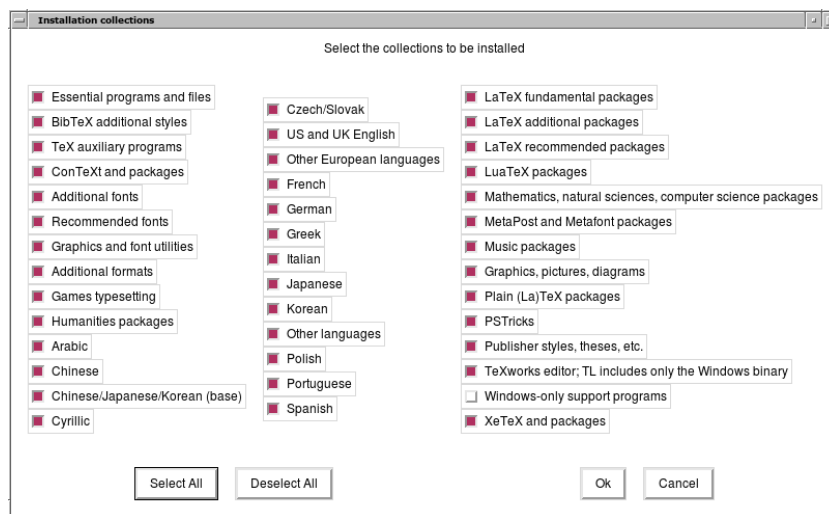 Installation collections
Select the collections to be installed
Essential programs and files
BibTeX additional styles
TeX auxiliary programs
ConTeXt and packages
Additional fonts
Recommended fonts
Graphics and font utilities
Additional formats
Games typesetting
Humanities packages
Arabic
Chinese
Chinese/Japanese/Korean (base)
Cyrillic
Czech/Slovak
US and UK English
Other European languages
French
German
Greek
Italian
Japanese
Korean
Other languages
Polish
Portuguese
Spanish
LaTeX fundamental packages
LaTeX additional packages
LaTeX recommended packages
LuaTeX packages
Mathematics, natural sciences, computer science packages
MetaPost and Metafont packages
Music packages
Graphics, pictures, diagrams
Plain (La)TeX packages
PSTricks
Publisher styles, theses, etc.
TeXworks editor; TL includes only the Windows binary
Windows-only support programs
XeTeX and packages
Select All
Deselect All
Ok
Cancel